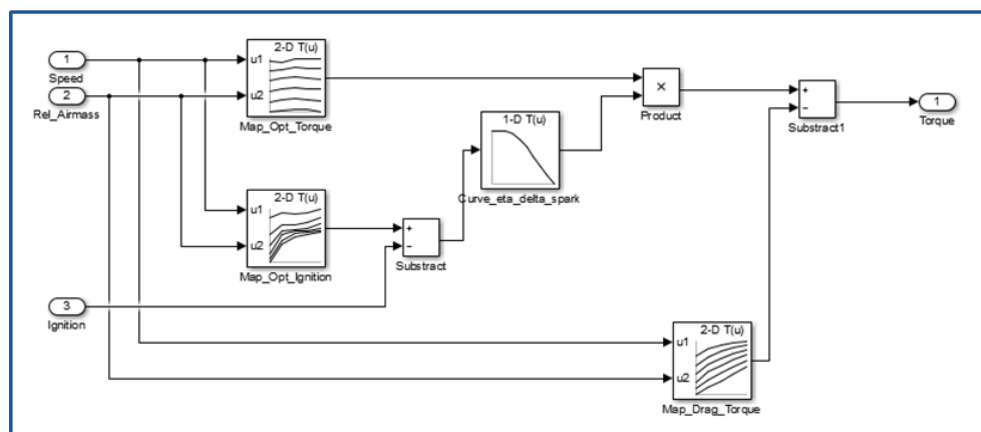 1
Speed
2
Rel_Airmass
2-D T(u)
u1
u2
Map_Opt_Torque
×
Product
+
−
Substract1
1
Torque
1-D T(u)
Curve_eta_delta_spark
2-D T(u)
u1
u2
Map_Opt_Ignition
+
−
Substract
3
Ignition
2-D T(u)
u1
u2
Map_Drag_Torque